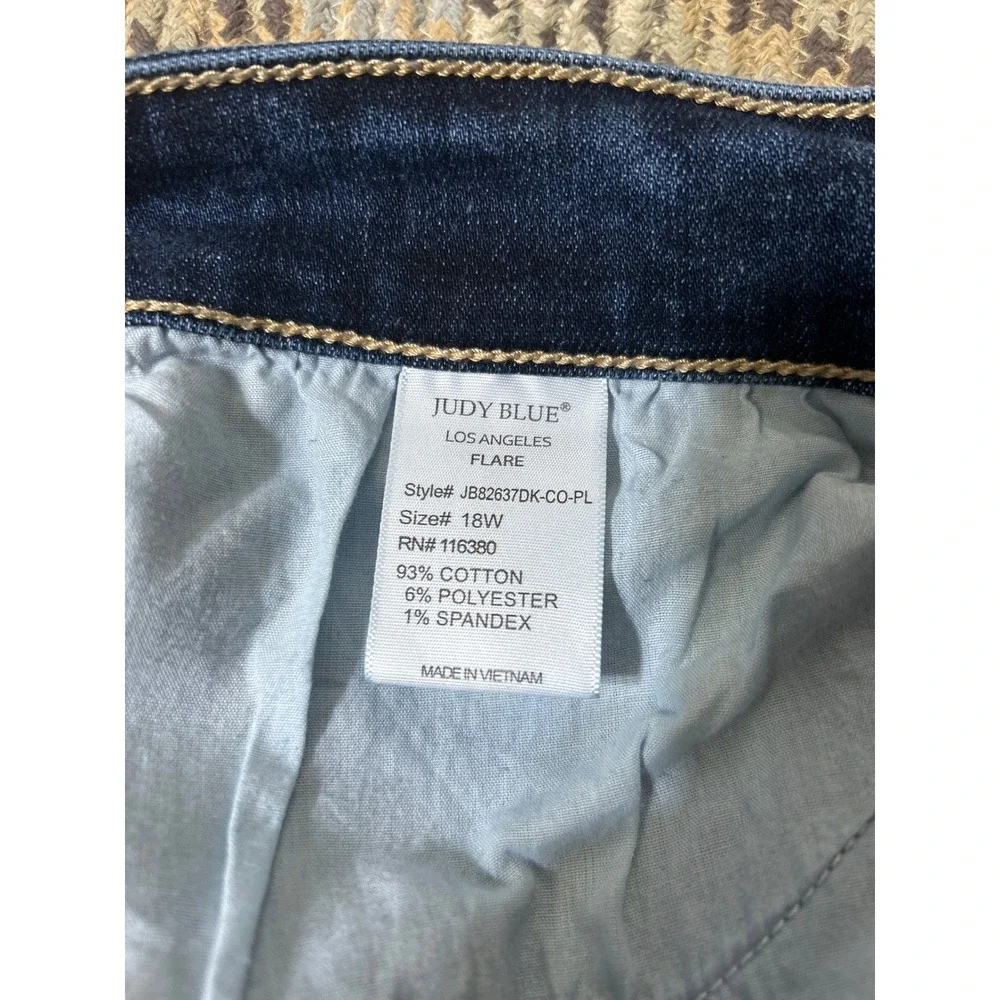 JUDY BLUE®
LOS ANGELES
FLARE
Style# JB82637DK-CO-PL
Size# 18W
RN# 116380
93% COTTON
6% POLYESTER
1% SPANDEX
MADE IN VIETNAM